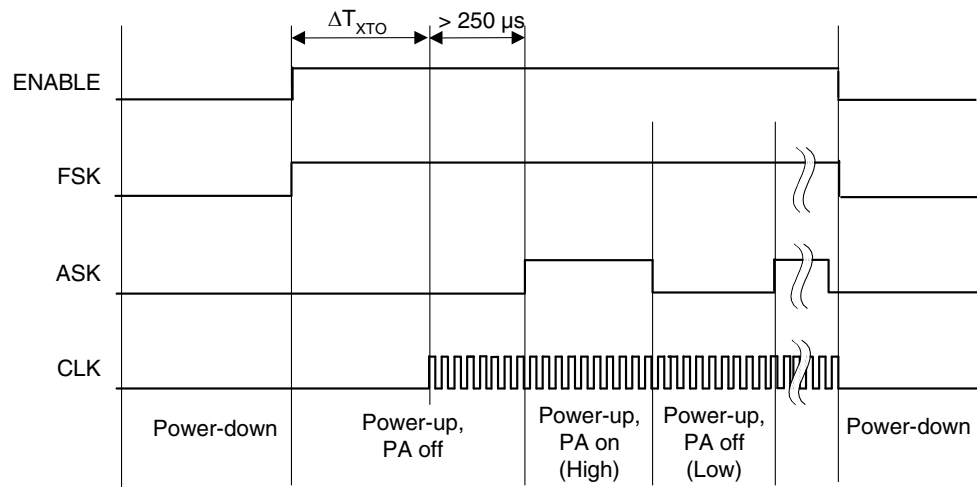 ΔT_XTO
> 250 μs
ENABLE
FSK
ASK
CLK
Power-down
Power-up,
PA off
Power-up,
PA on
(High)
Power-up,
PA off
(Low)
Power-down